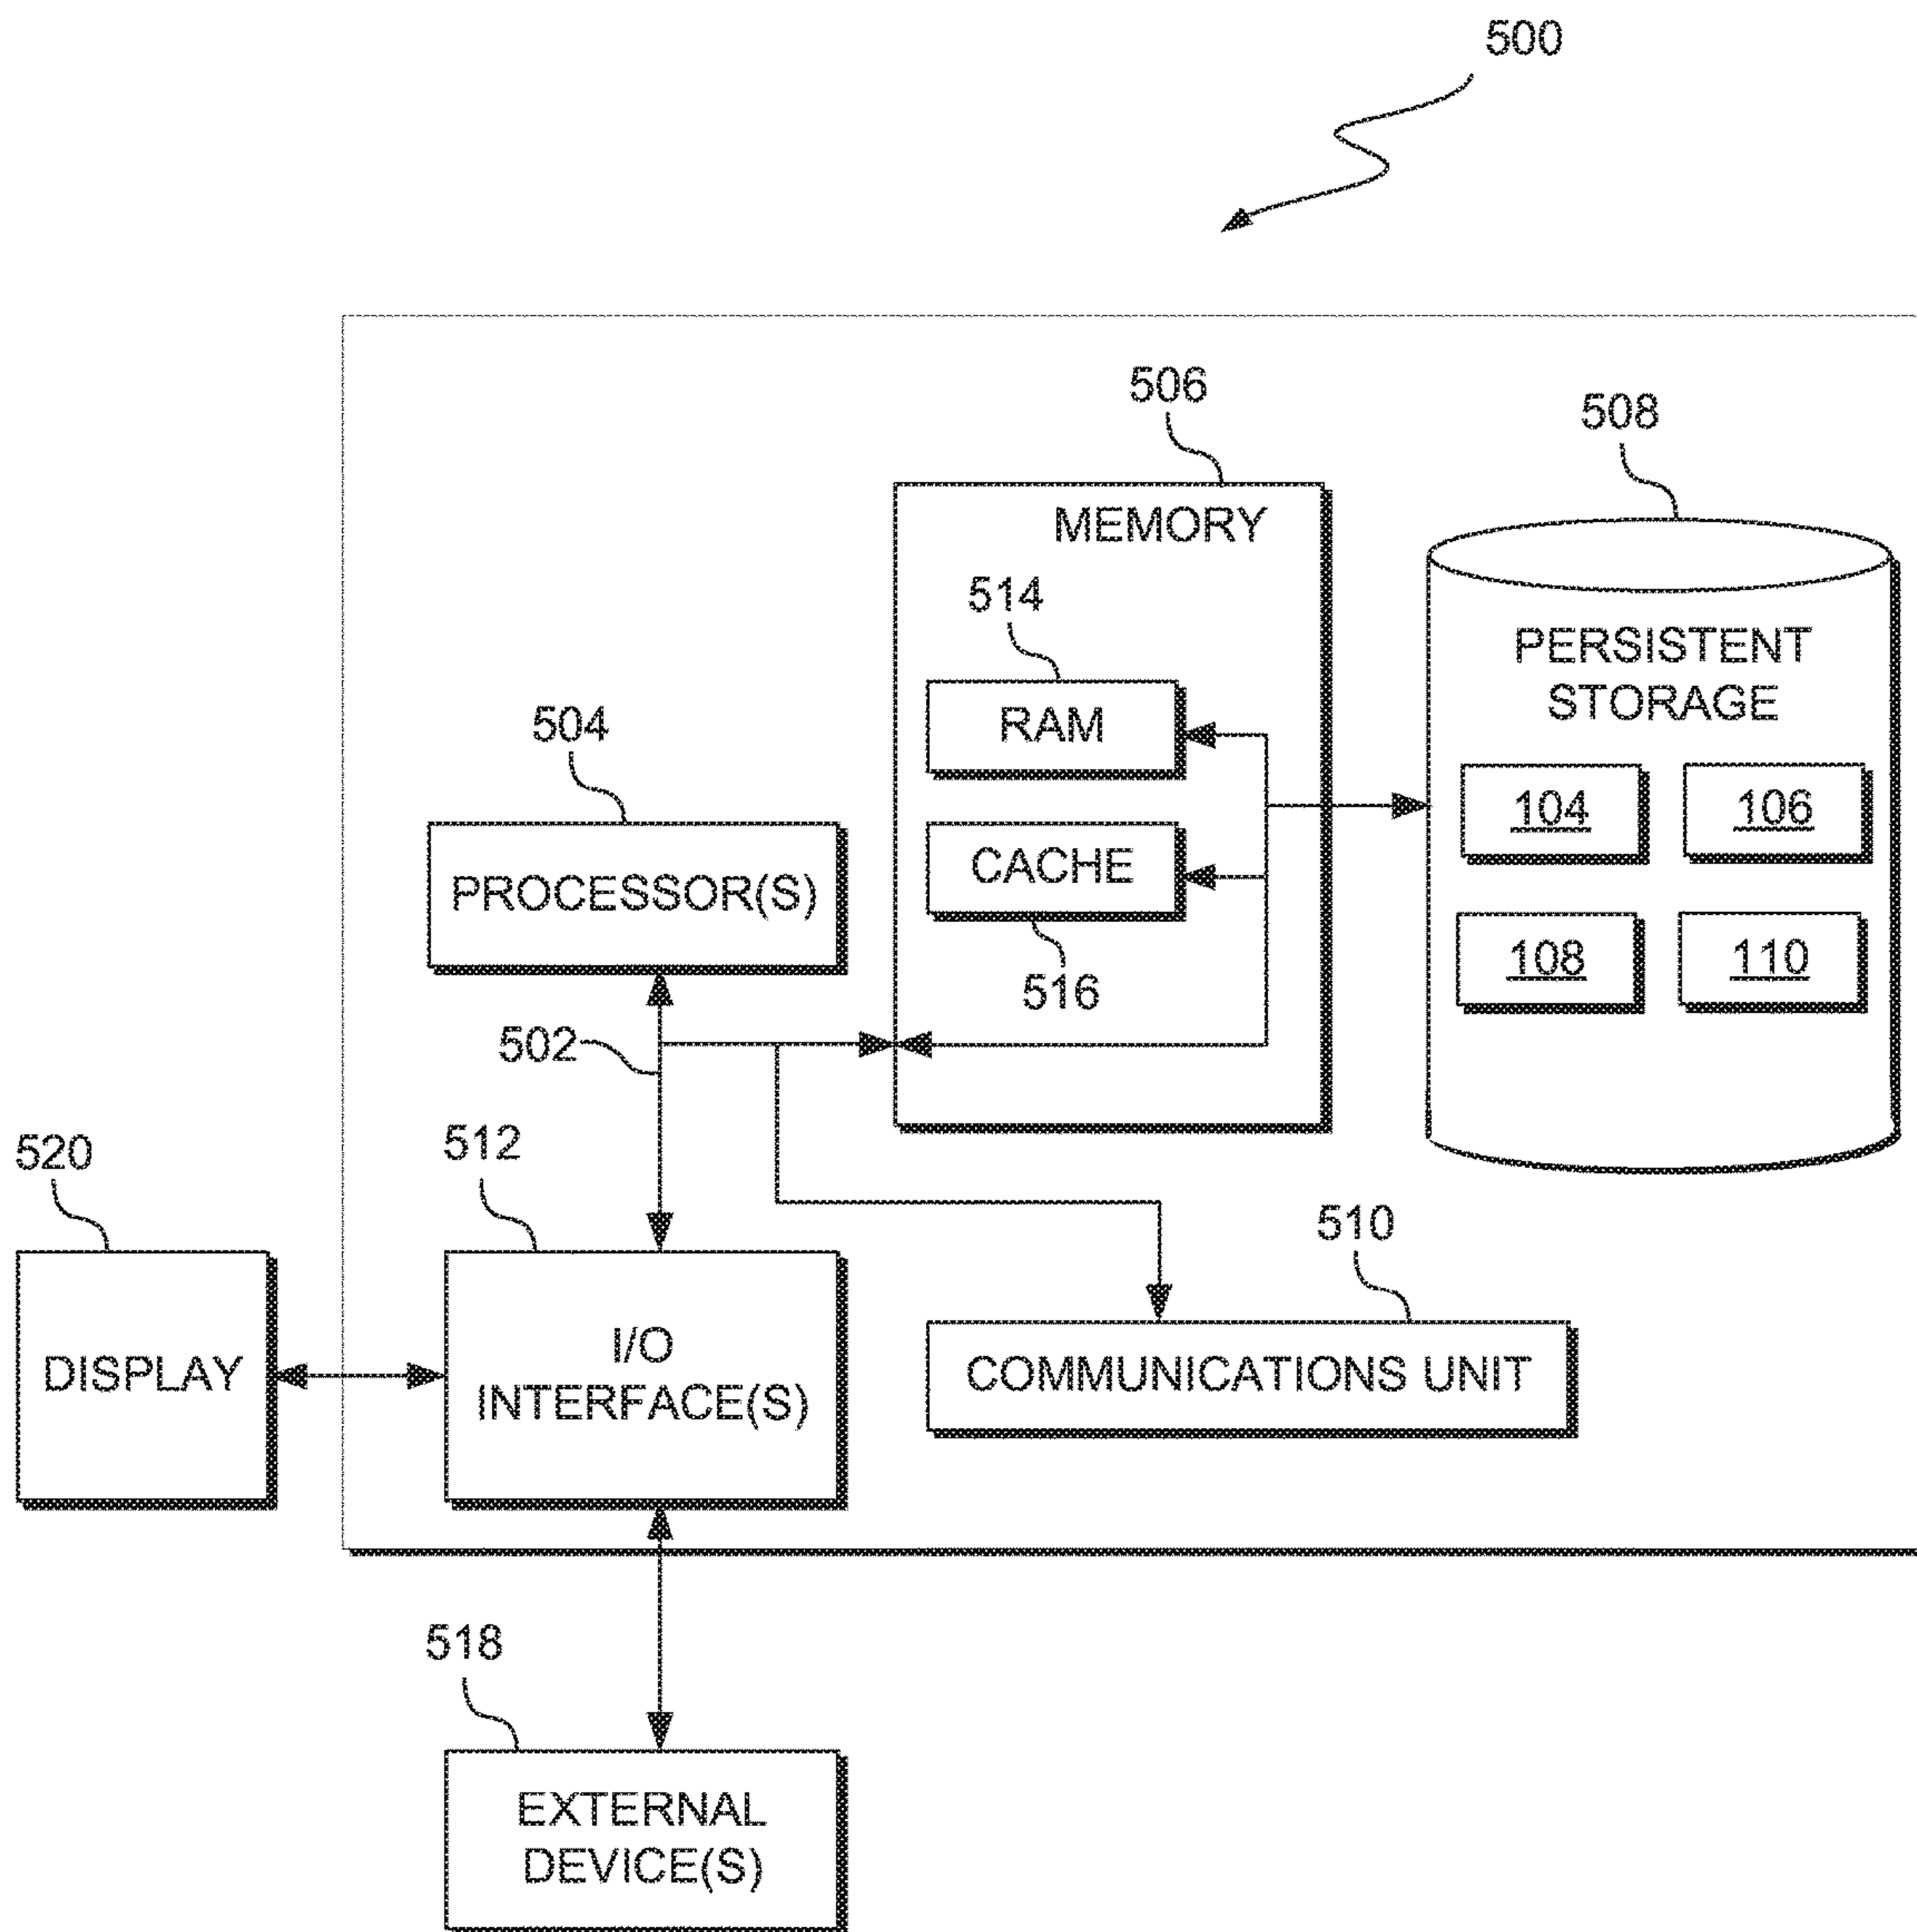 500
506
508
MEMORY
514
RAM
PERSISTENT
STORAGE
504
104
106
PROCESSOR(S)
CACHE
108
110
516
502
520
512
510
DISPLAY
I/O
INTERFACE(S)
COMMUNICATIONS UNIT
518
EXTERNAL
DEVICE(S)